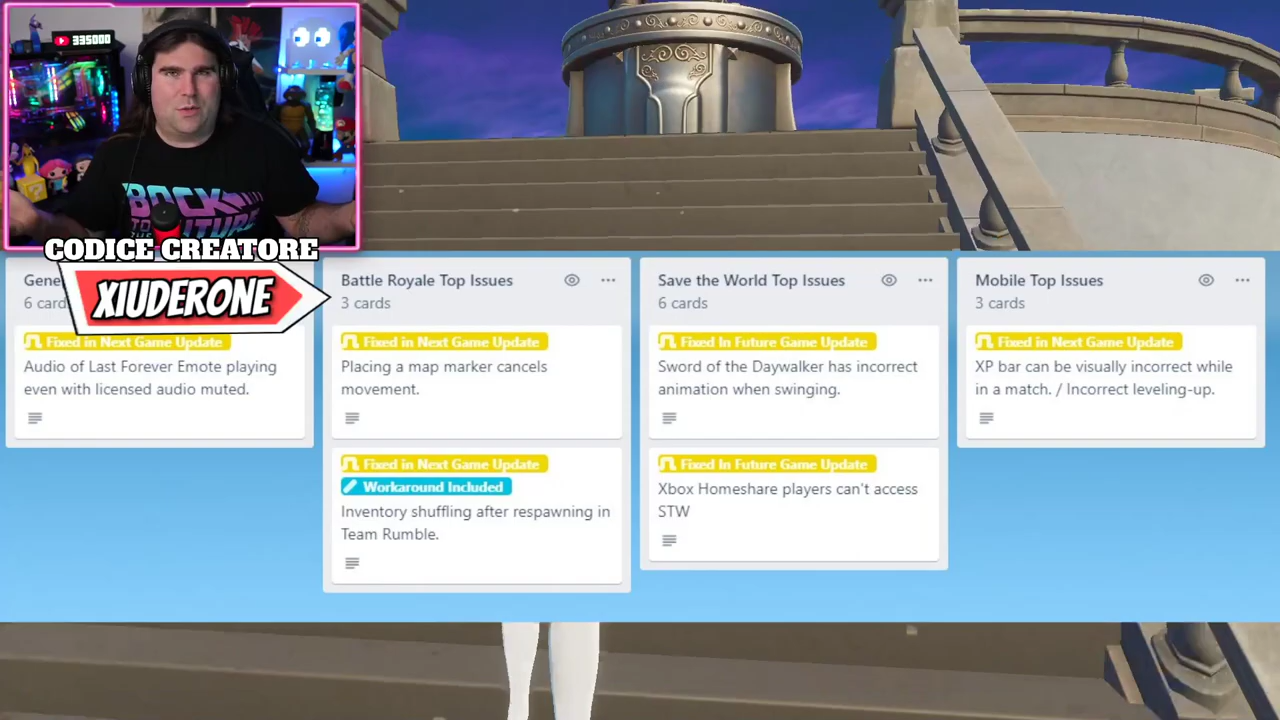 335000
BACK
TO
FUTURE
CODICE CREATORE
XIUDERONE
Gene
6 card
Fixed in Next Game Update
Audio of Last Forever Emote playing
even with licensed audio muted.
Battle Royale Top Issues
3 cards
Fixed in Next Game Update
Placing a map marker cancels
movement.
Fixed in Next Game Update
Workaround Included
Inventory shuffling after respawning in
Team Rumble.
Save the World Top Issues
6 cards
Fixed In Future Game Update
Sword of the Daywalker has incorrect
animation when swinging.
Fixed In Future Game Update
Xbox Homeshare players can't access
STW
Mobile Top Issues
3 cards
Fixed in Next Game Update
XP bar can be visually incorrect while
in a match. / Incorrect leveling-up.